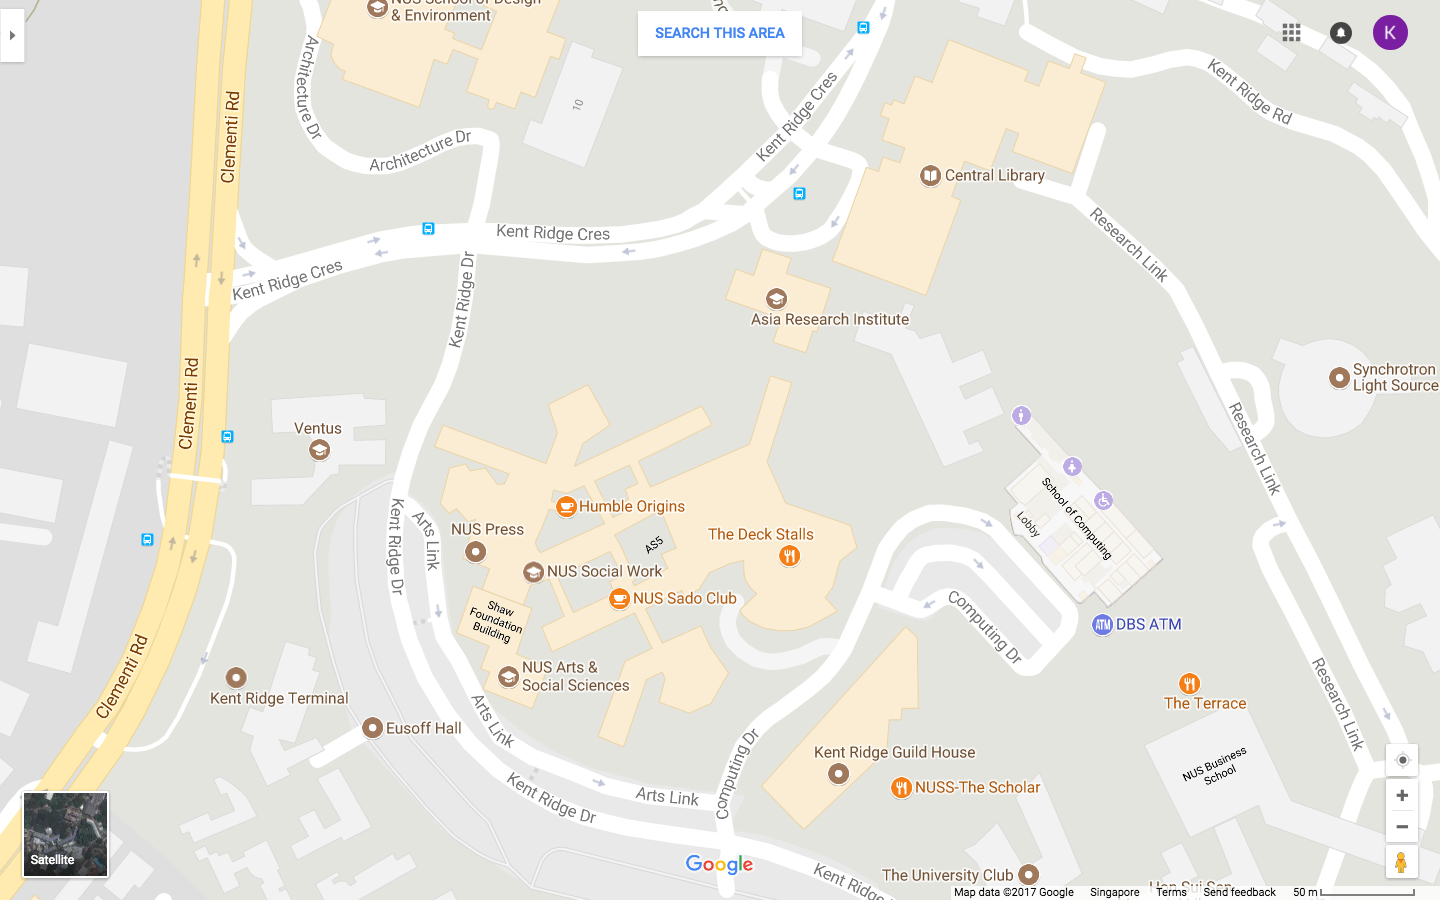 NUS School of Design
& Environment
SEARCH THIS AREA
K
Clementi Rd
Architecture Dr
10
Kent Ridge Cres
Kent Ridge Rd
Architecture Dr
Central Library
Kent Ridge Cres
Research Link
Kent Ridge Cres
Kent Ridge Dr
Asia Research Institute
Clementi Rd
Synchrotron
Light Source
Ventus
Research Link
Humble Origins
School of Computing
Lobby
NUS Press
Kent Ridge Dr
Arts Link
AS5
The Deck Stalls
NUS Social Work
NUS Sado Club
Shaw
Foundation
Building
Computing Dr
DBS ATM
ATM
Clementi Rd
NUS Arts &
Social Sciences
Kent Ridge Terminal
Research Link
The Terrace
Eusoff Hall
Arts Link
Computing Dr
Kent Ridge Guild House
NUS Business
School
Kent Ridge Dr
Arts Link
NUSS-The Scholar
Satellite
Google
Kent Ridge
The University Club
Map data ©2017 Google
Singapore
Terms
Send feedback
50 m